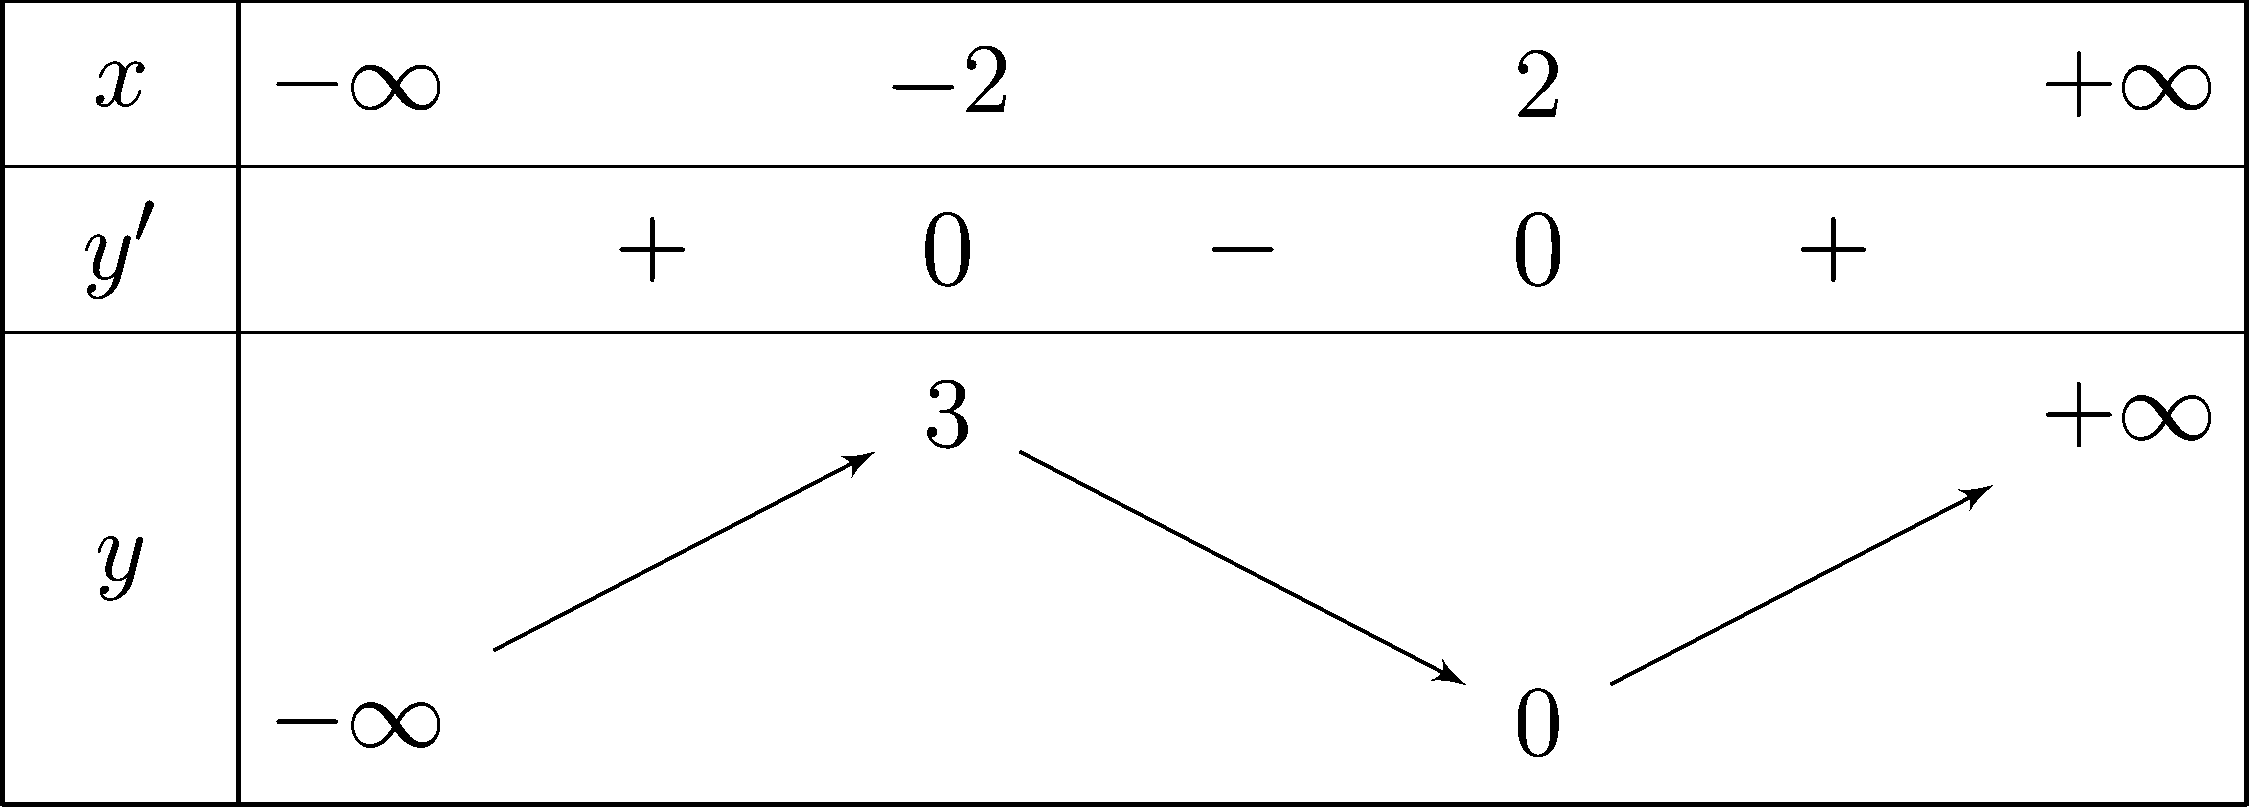 x −∞ −2 2 +∞
y′ + 0 − 0 +
3 +∞
y
−∞ 0